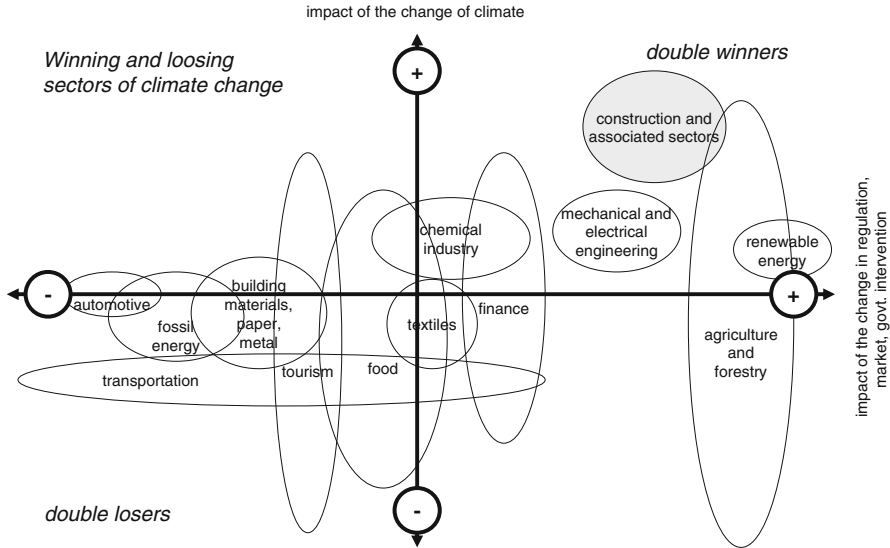 impact of the change of climate
Winning and loosing
sectors of climate change
double winners
+
construction and
associated sectors
chemical
industry
mechanical and
electrical
engineering
renewable
energy
impact of the change in regulation,
market, govt. intervention
-
automotive
fossil
energy
building
materials,
paper,
metal
textiles
finance
+
agriculture
and
forestry
transportation
tourism
food
double losers
-